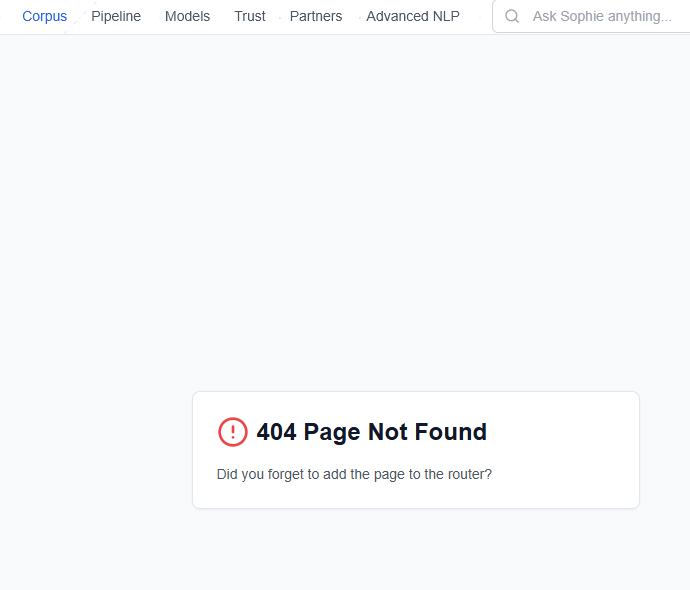 Corpus Pipeline Models Trust Partners Advanced NLP Ask Sophie anything...
404 Page Not Found
Did you forget to add the page to the router?